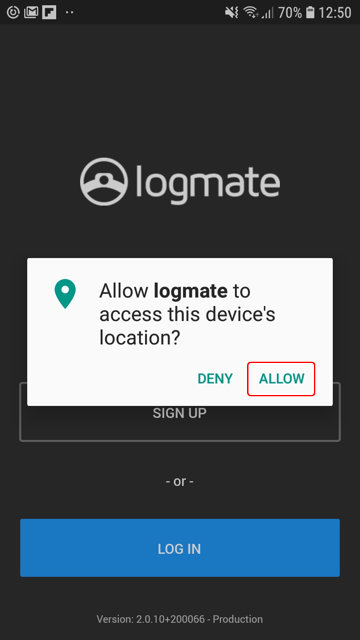 70% 12:50
logmate
Allow logmate to
access this device's
location?
DENY ALLOW
SIGN UP
- or -
LOG IN
Version: 2.0.10+200066 - Production